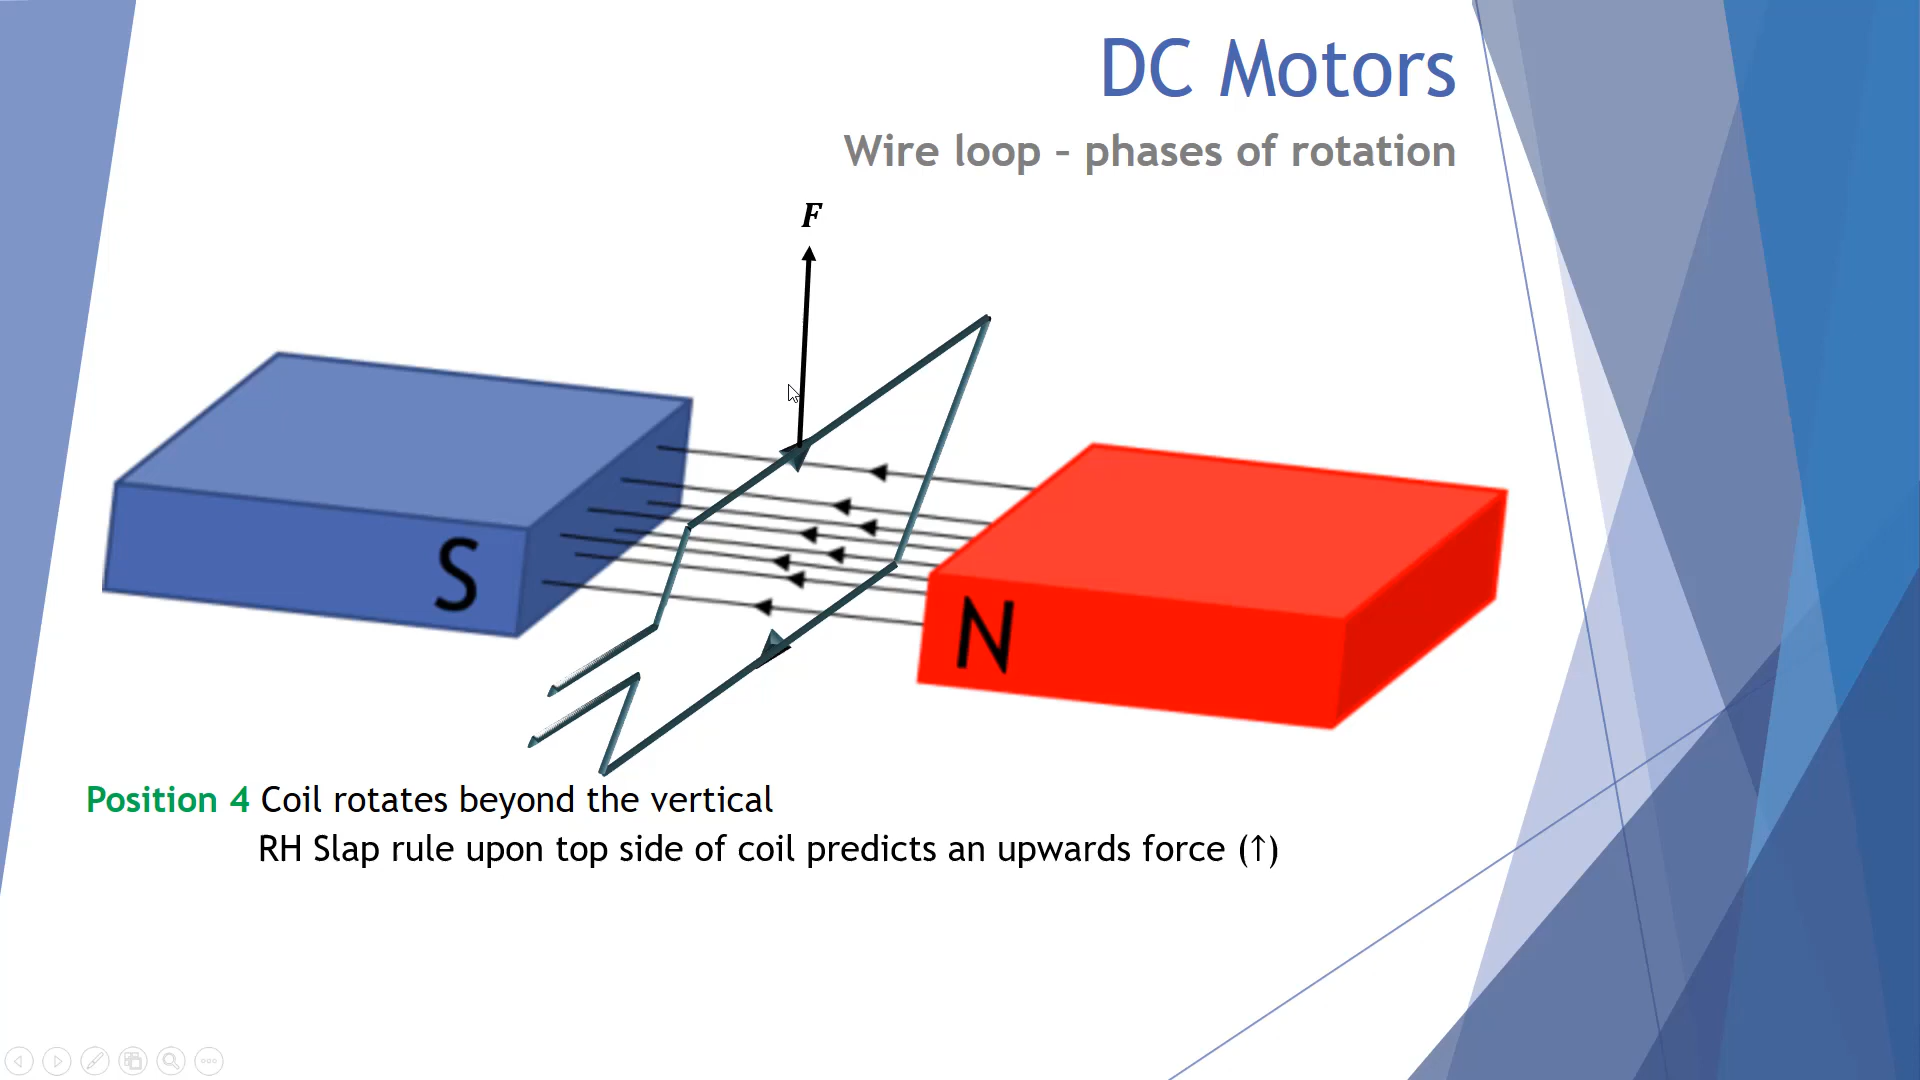 DC Motors
Wire loop – phases of rotation
F
S
N
Position 4 Coil rotates beyond the vertical
RH Slap rule upon top side of coil predicts an upwards force (↑)